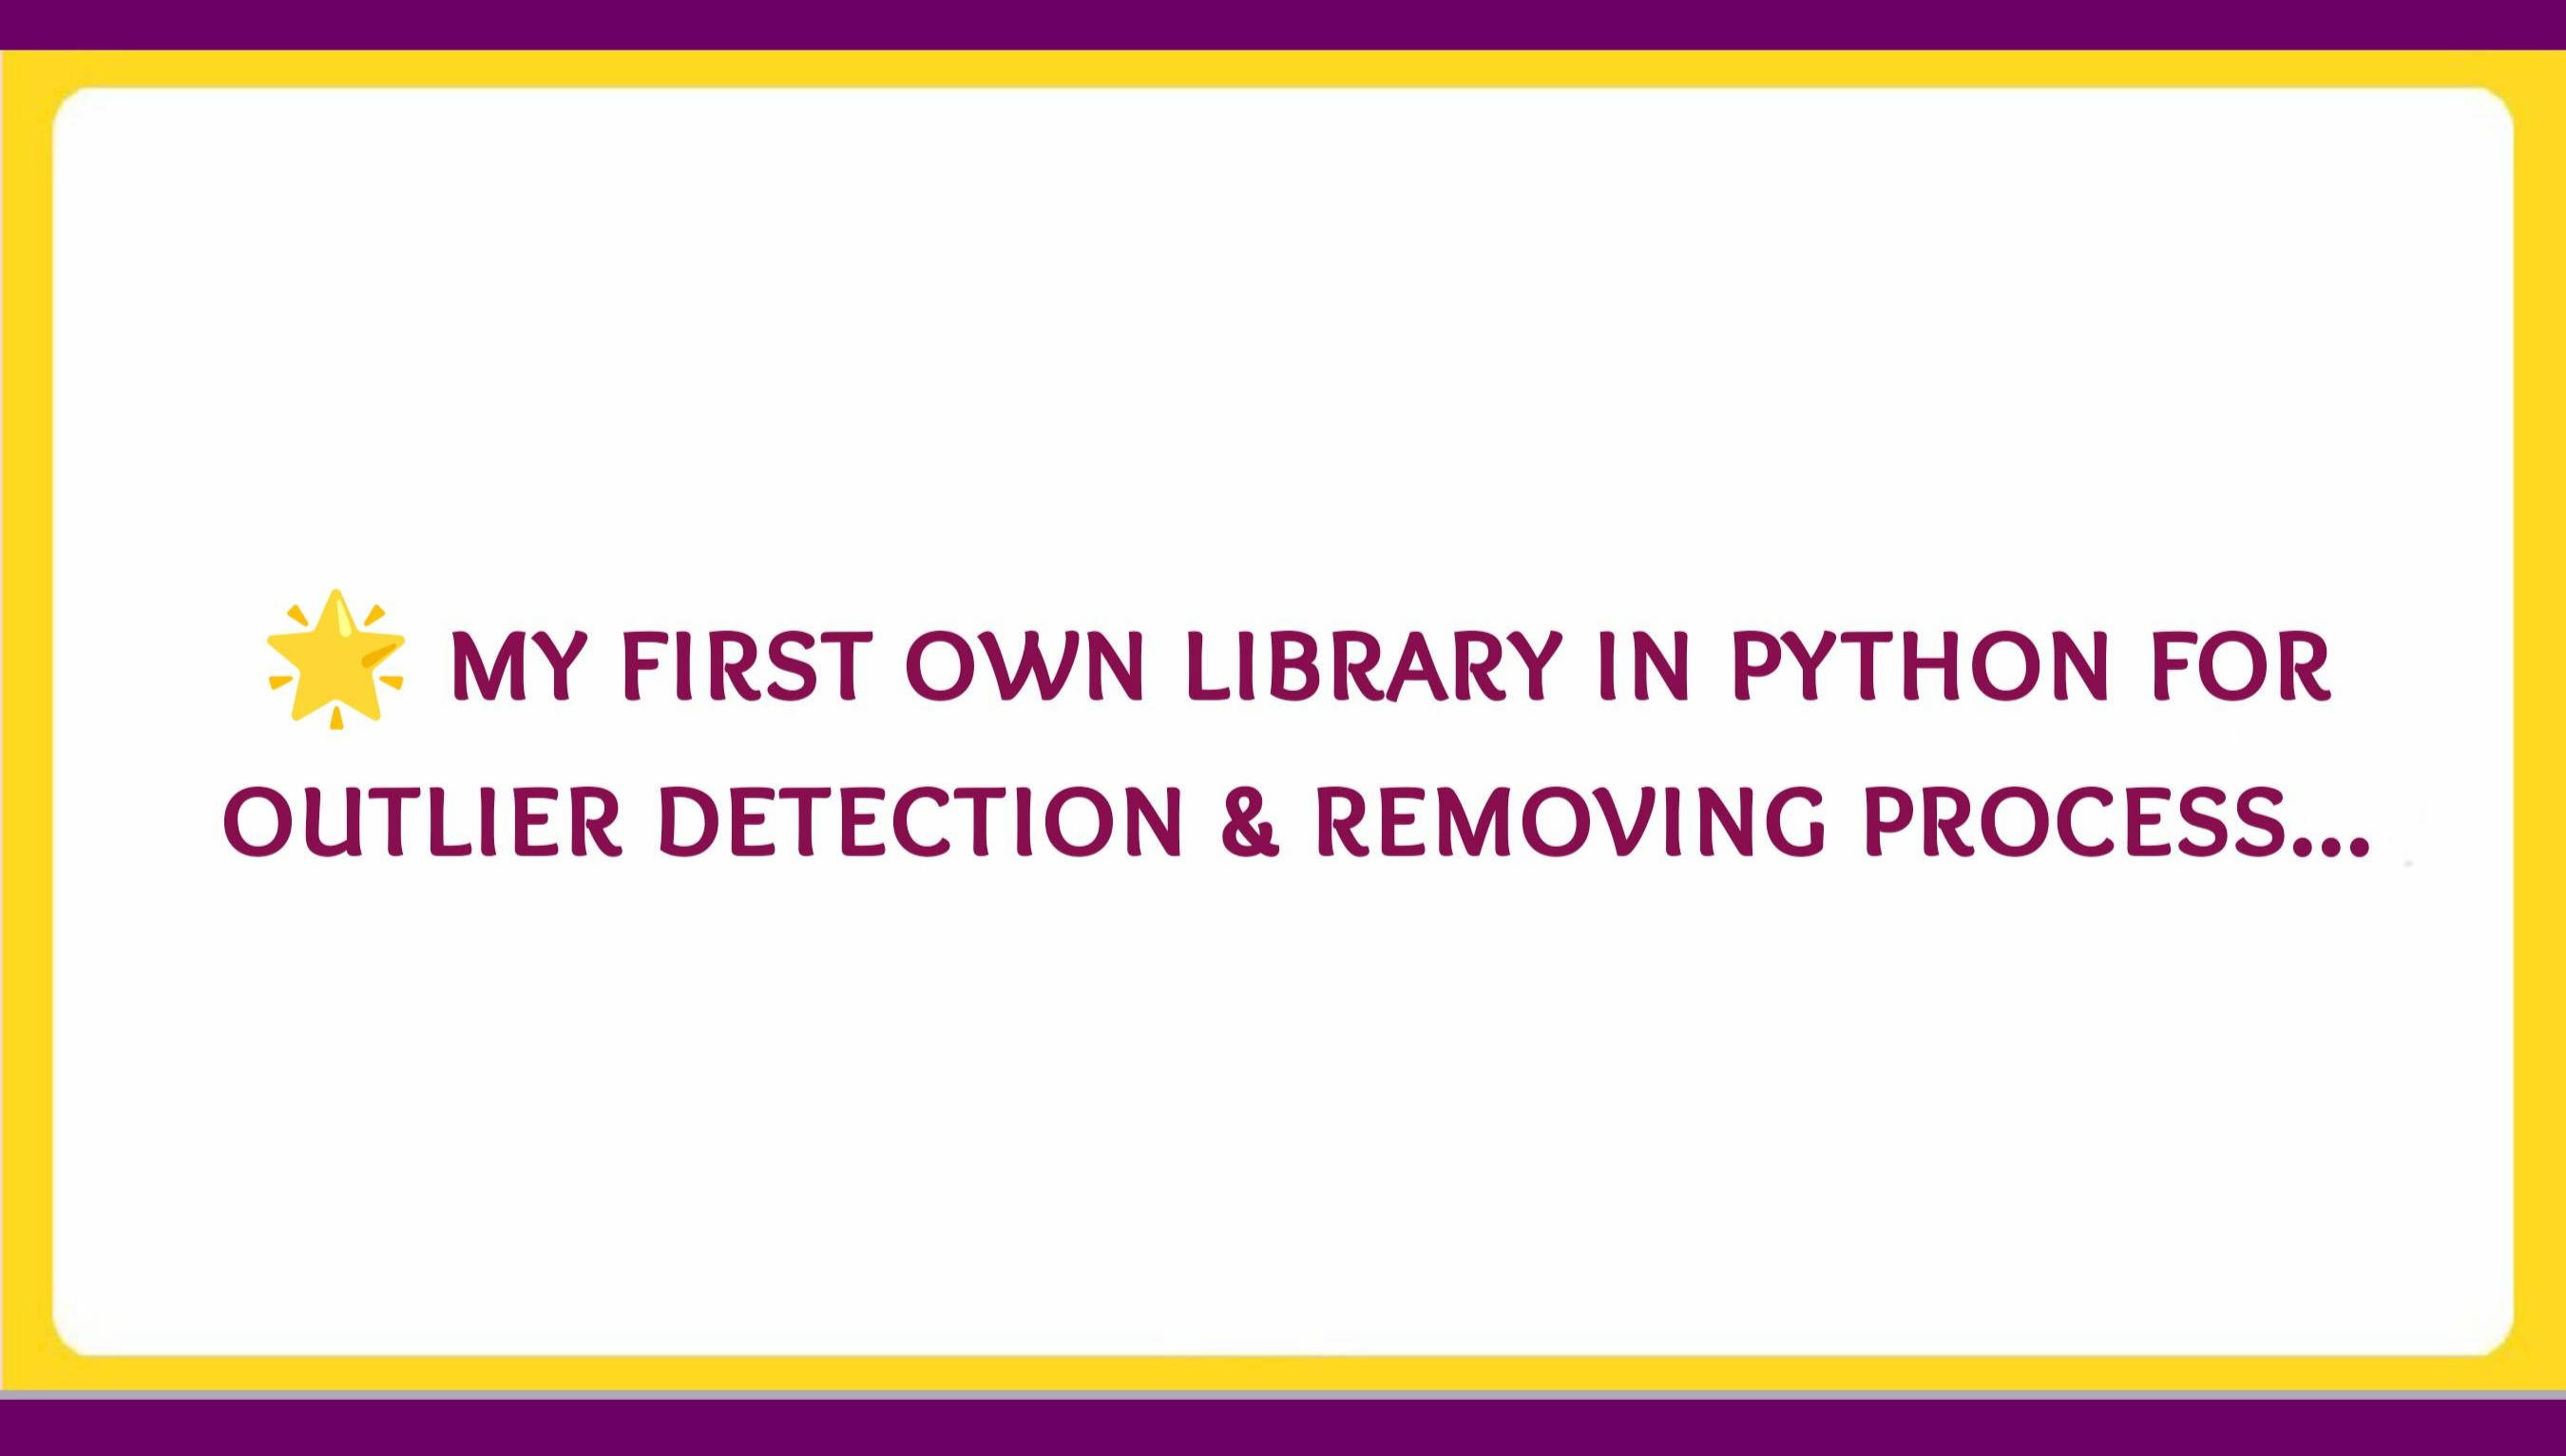 🌟 MY FIRST OWN LIBRARY IN PYTHON FOR
OUTLIER DETECTION & REMOVING PROCESS...